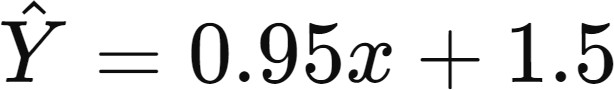 Ŷ = 0.95x + 1.5